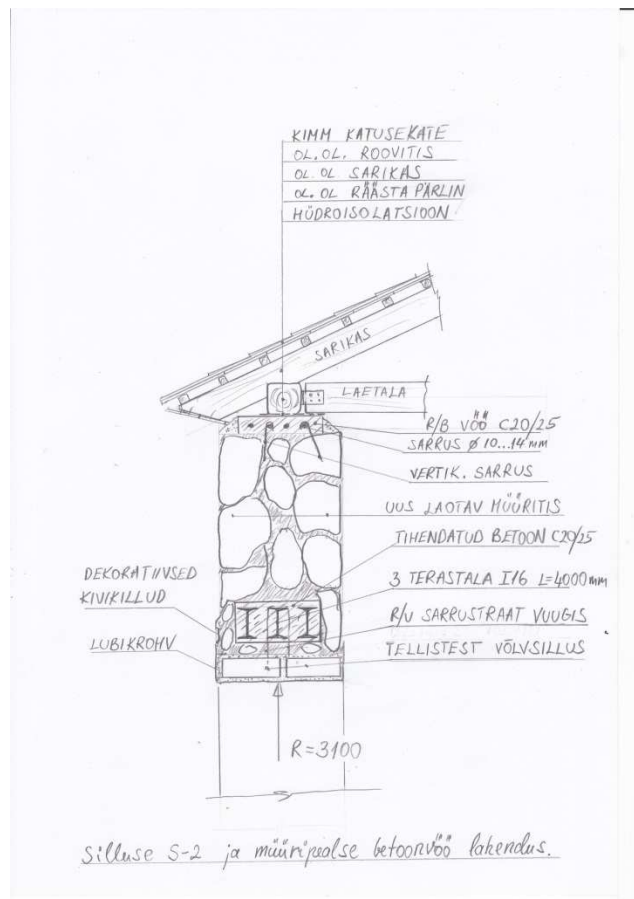 KIMM KATUSEKATE
OL. OL. ROOVITIS
OL. OL. SARIKAS
OL. OL RÄÄSTA PÄRLIN
HÜDROISOLATSIOON
SARIKAS
LAETALA
R/B VÖÖ C20/25
SARRUS Ø 10...14 mm
VERTIK. SARRUS
UUS LAOTAV MÜÜRITIS
TIHENDATUD BETOON C20/25
DEKORATIIVSED
KIVIKILLUD
3 TERASTALA I16 L=4000 mm
R/V SARRUSTRAAT VUUGIS
LUBIKROHV
TELLISTEST VÕLVSILLUS
R=3100
Silluse S-2 ja müüripealse betoonvöö lahendus.